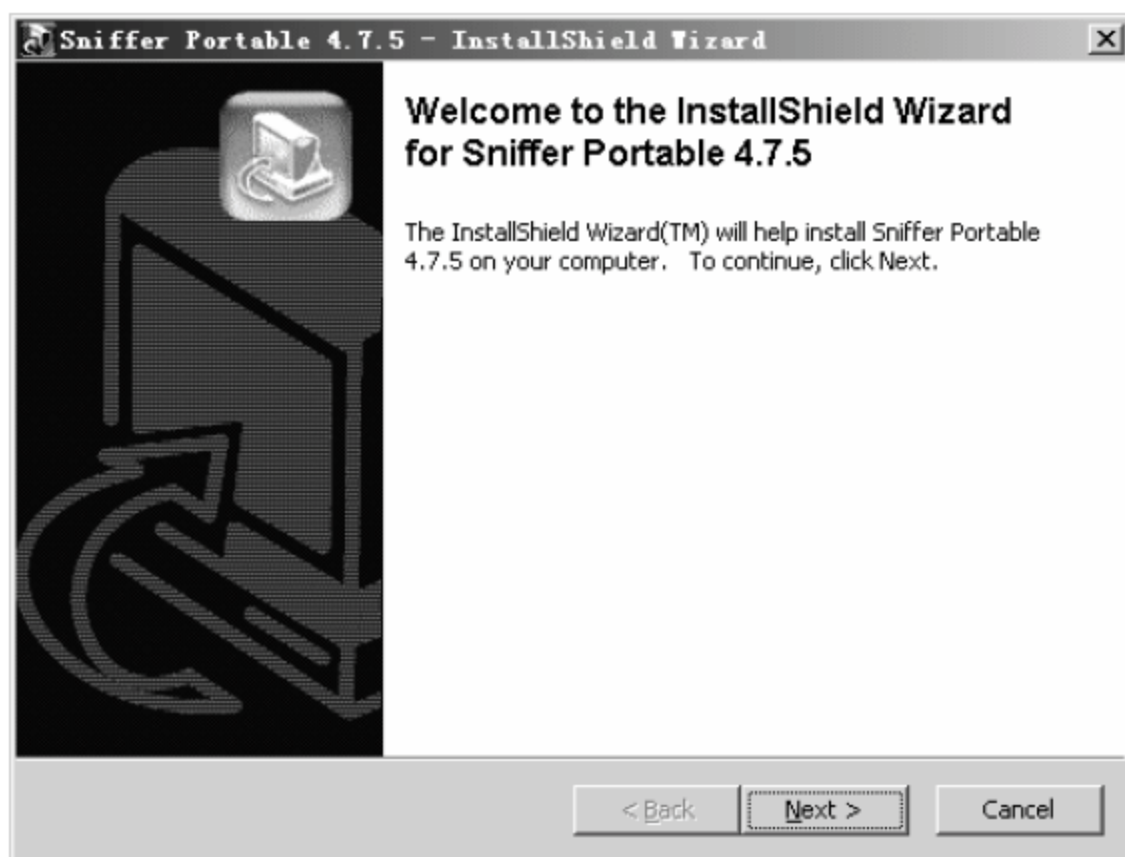 Sniffer Portable 4.7.5 - InstallShield Wizard
Welcome to the InstallShield Wizard
for Sniffer Portable 4.7.5
The InstallShield Wizard(TM) will help install Sniffer Portable
4.7.5 on your computer.   To continue, click Next.
< Back
Next >
Cancel